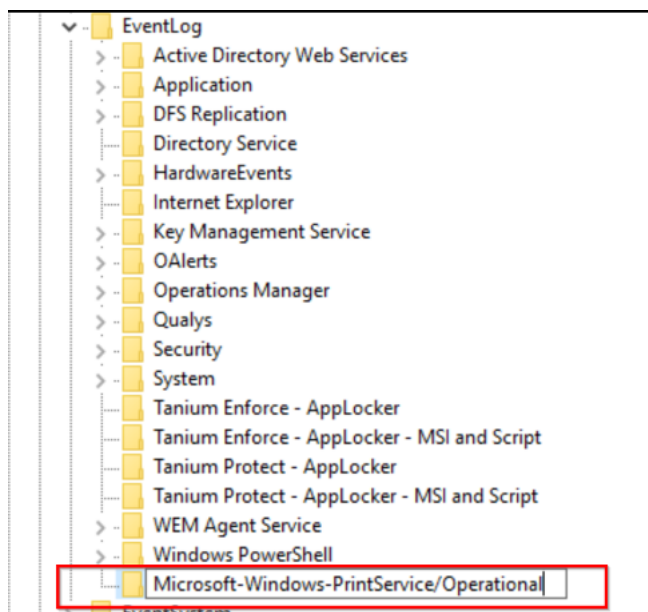 EventLog
Active Directory Web Services
Application
DFS Replication
Directory Service
HardwareEvents
Internet Explorer
Key Management Service
OAlerts
Operations Manager
Qualys
Security
System
Tanium Enforce - AppLocker
Tanium Enforce - AppLocker - MSI and Script
Tanium Protect - AppLocker
Tanium Protect - AppLocker - MSI and Script
WEM Agent Service
Windows PowerShell
Microsoft-Windows-PrintService/Operational
EventSystem